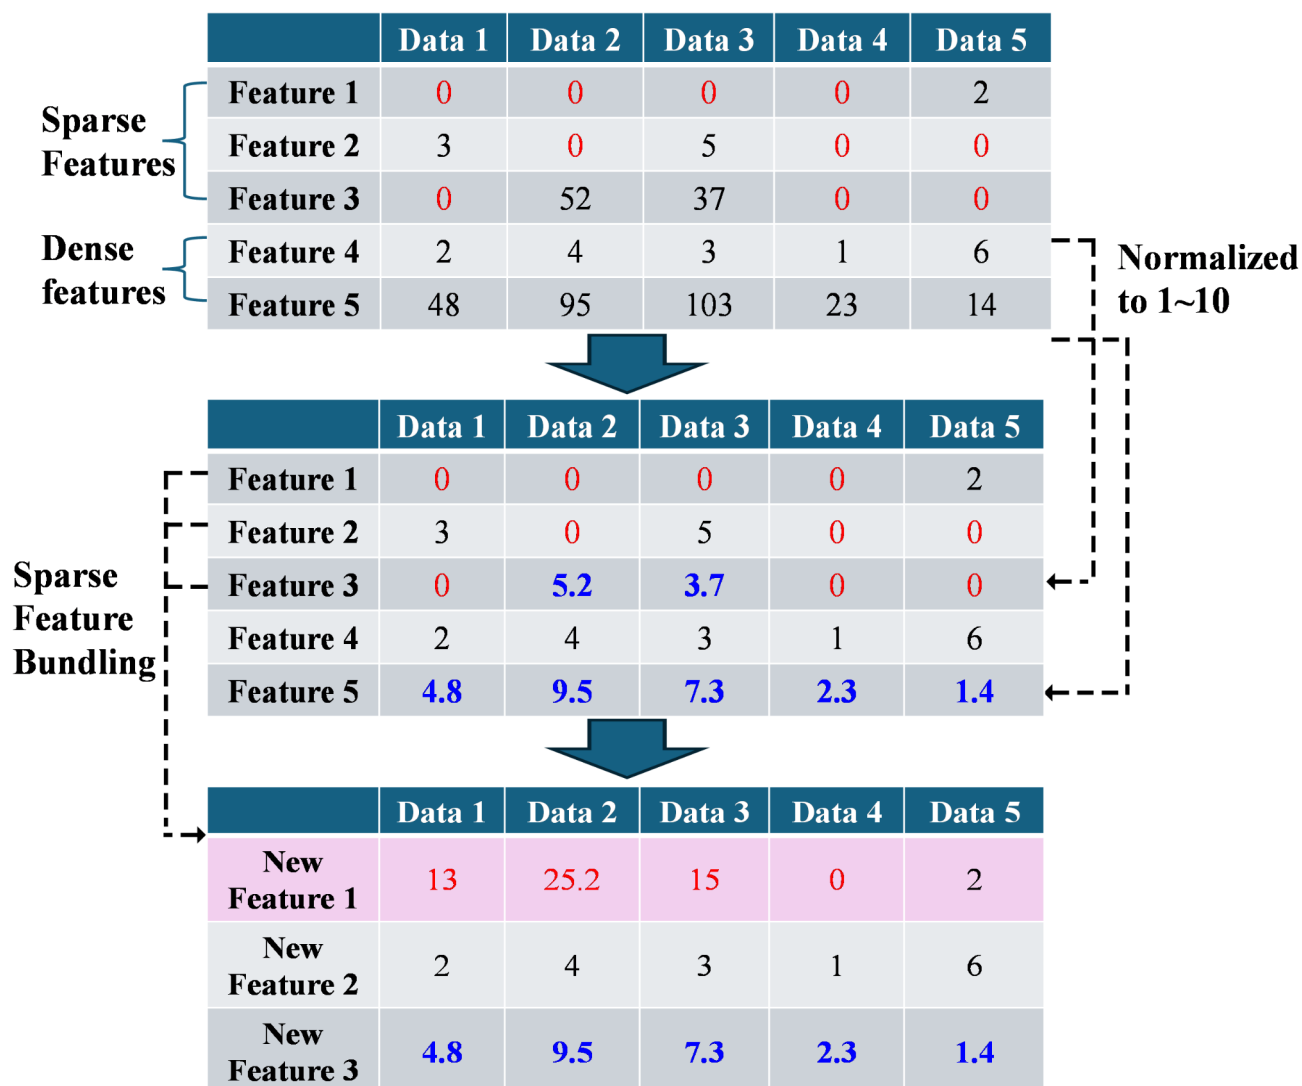 Data 1 Data 2 Data 3 Data 4 Data 5
Feature 1 0 0 0 0 2
Feature 2 3 0 5 0 0
Feature 3 0 52 37 0 0
Feature 4 2 4 3 1 6
Feature 5 48 95 103 23 14
Sparse
Features
Dense
features
Normalized
to 1~10
Data 1 Data 2 Data 3 Data 4 Data 5
Feature 1 0 0 0 0 2
Feature 2 3 0 5 0 0
Feature 3 0 5.2 3.7 0 0
Feature 4 2 4 3 1 6
Feature 5 4.8 9.5 7.3 2.3 1.4
Sparse
Feature
Bundling
Data 1 Data 2 Data 3 Data 4 Data 5
New
Feature 1 13 25.2 15 0 2
New
Feature 2 2 4 3 1 6
New
Feature 3 4.8 9.5 7.3 2.3 1.4